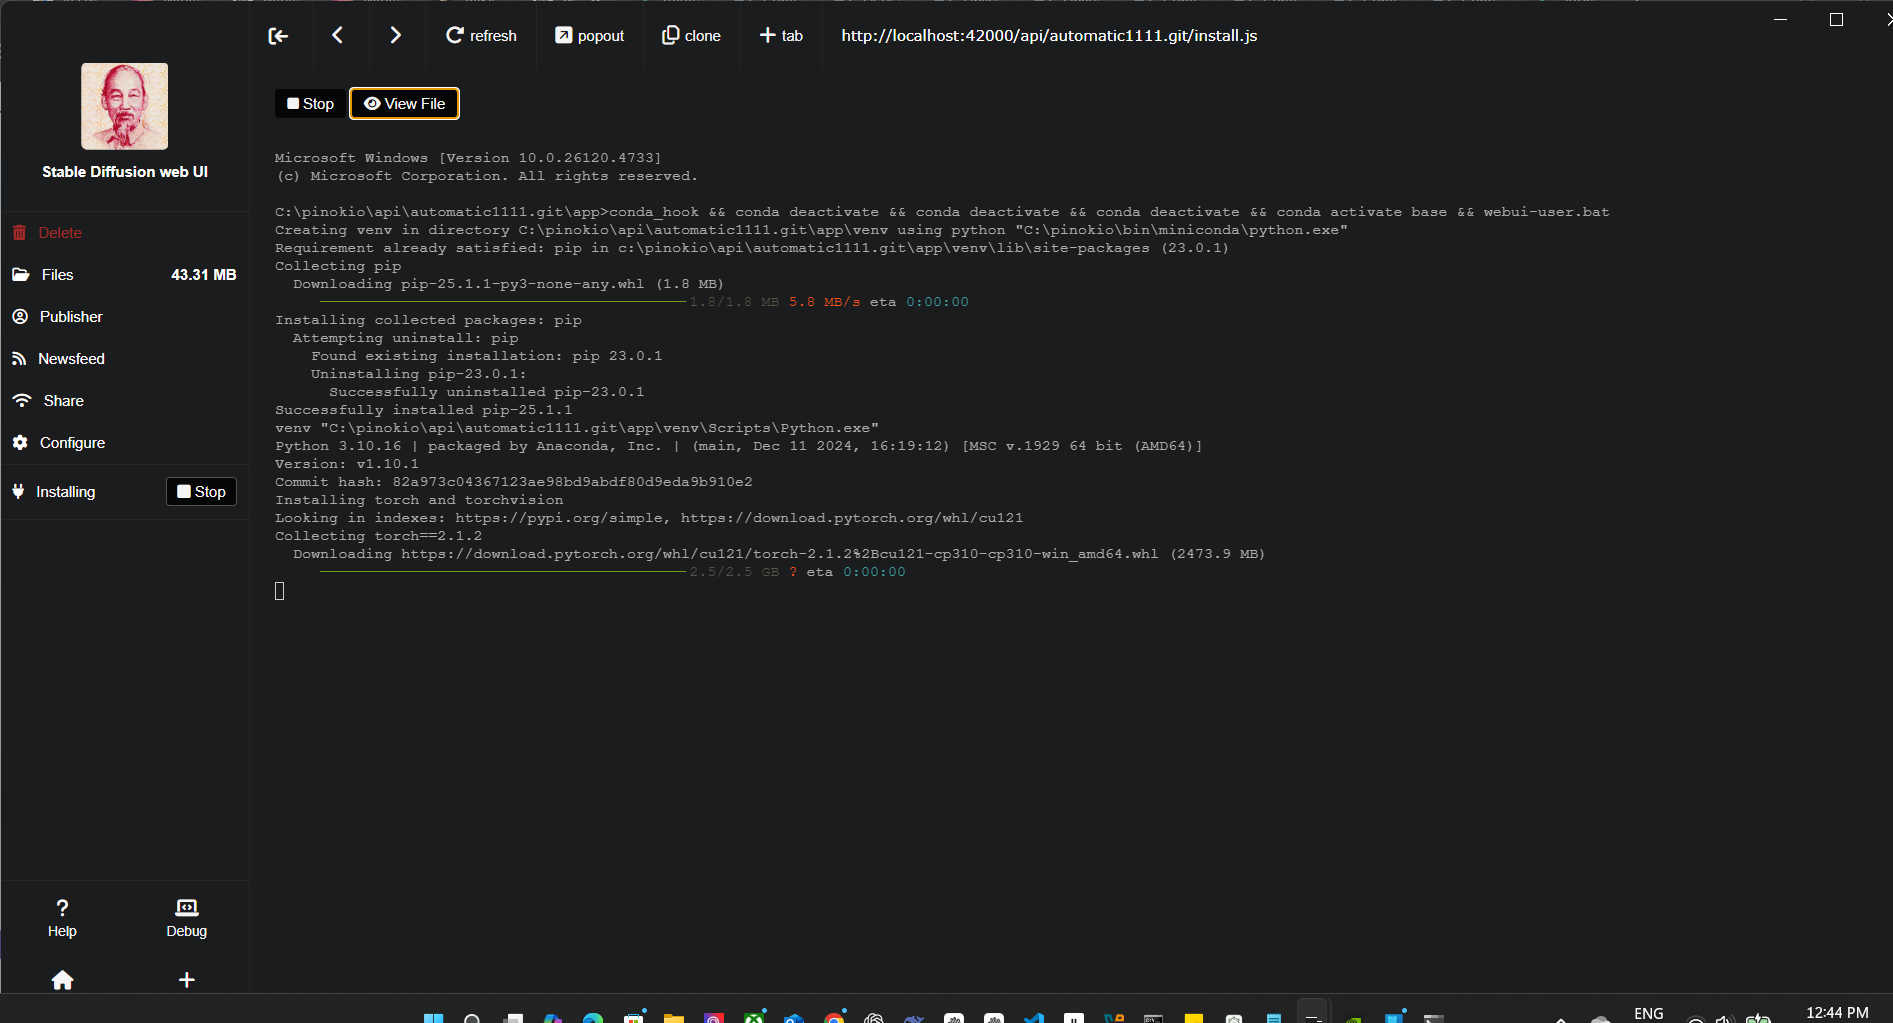 refresh
popout
clone
tab
http://localhost:42000/api/automatic1111.git/install.js
Stop
View File
Stable Diffusion web UI
Delete
Files 43.31 MB
Publisher
Newsfeed
Share
Configure
Installing
Stop
Microsoft Windows [Version 10.0.26120.4733]
(c) Microsoft Corporation. All rights reserved.
C:\pinokio\api\automatic1111.git\app>conda_hook && conda deactivate && conda deactivate && conda deactivate && conda activate base && webui-user.bat
Creating venv in directory C:\pinokio\api\automatic1111.git\app\venv using python "C:\pinokio\bin\miniconda\python.exe"
Requirement already satisfied: pip in c:\pinokio\api\automatic1111.git\app\venv\lib\site-packages (23.0.1)
Collecting pip
Downloading pip-25.1.1-py3-none-any.whl (1.8 MB)
1.8/1.8 MB 5.8 MB/s eta 0:00:00
Installing collected packages: pip
Attempting uninstall: pip
Found existing installation: pip 23.0.1
Uninstalling pip-23.0.1:
Successfully uninstalled pip-23.0.1
Successfully installed pip-25.1.1
venv "C:\pinokio\api\automatic1111.git\app\venv\Scripts\Python.exe"
Python 3.10.16 | packaged by Anaconda, Inc. | (main, Dec 11 2024, 16:19:12) [MSC v.1929 64 bit (AMD64)]
Version: v1.10.1
Commit hash: 82a973c04367123ae98bd9abdf80d9eda9b910e2
Installing torch and torchvision
Looking in indexes: https://pypi.org/simple, https://download.pytorch.org/whl/cu121
Collecting torch==2.1.2
Downloading https://download.pytorch.org/whl/cu121/torch-2.1.2%2Bcu121-cp310-cp310-win_amd64.whl (2473.9 MB)
2.5/2.5 GB ? eta 0:00:00
Help
Debug
ENG
12:44 PM